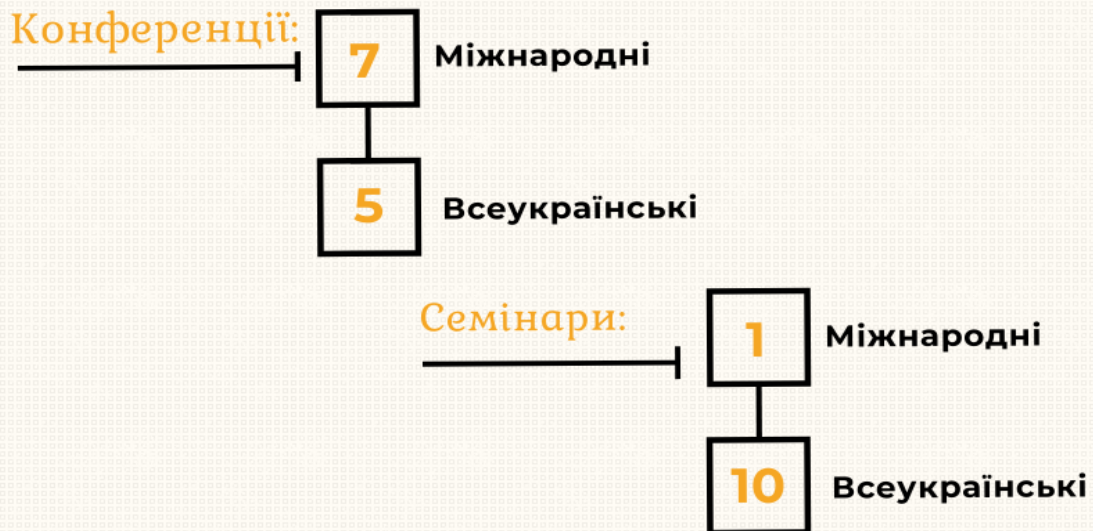 Конференції:
7 Міжнародні
5 Всеукраїнські
Семінари:
1 Міжнародні
10 Всеукраїнські